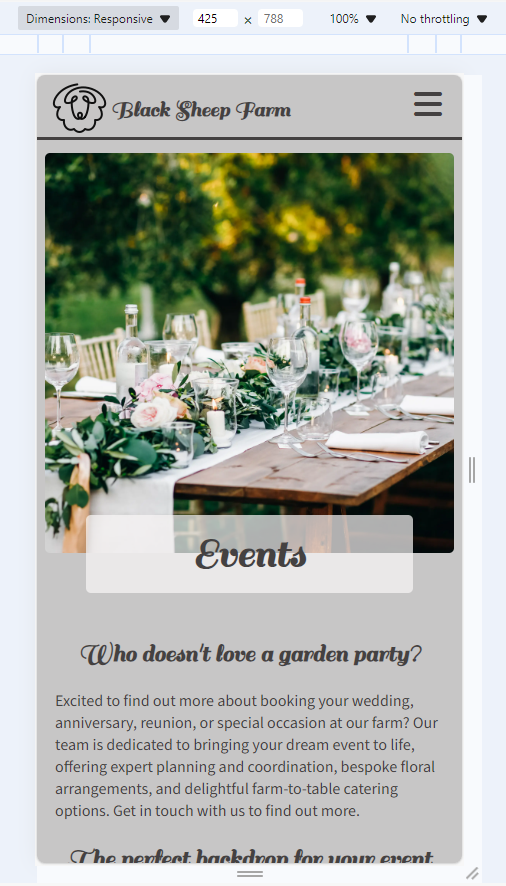 Dimensions: Responsive 425 × 788 100% No throttling
Black Sheep Farm
Events
Who doesn't love a garden party?
Excited to find out more about booking your wedding,
anniversary, reunion, or special occasion at our farm? Our
team is dedicated to bringing your dream event to life,
offering expert planning and coordination, bespoke floral
arrangements, and delightful farm-to-table catering
options. Get in touch with us to find out more.
The perfect backdrop for your event